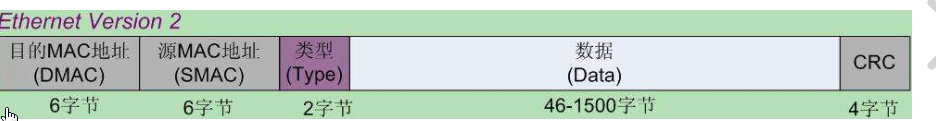 Ethernet Version 2
目的MAC地址 源MAC地址 类型 数据 CRC
(DMAC) (SMAC) (Type) (Data)
6字节 6字节 2字节 46-1500字节 4字节